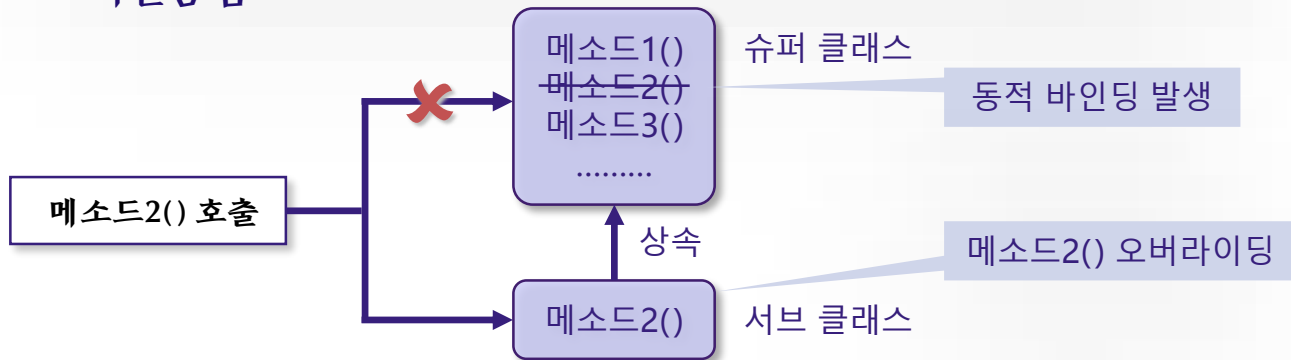 메소드1()
슈퍼 클래스
메소드2()
동적 바인딩 발생
메소드3()
.........
메소드2() 호출
상속
메소드2() 오버라이딩
메소드2()
서브 클래스